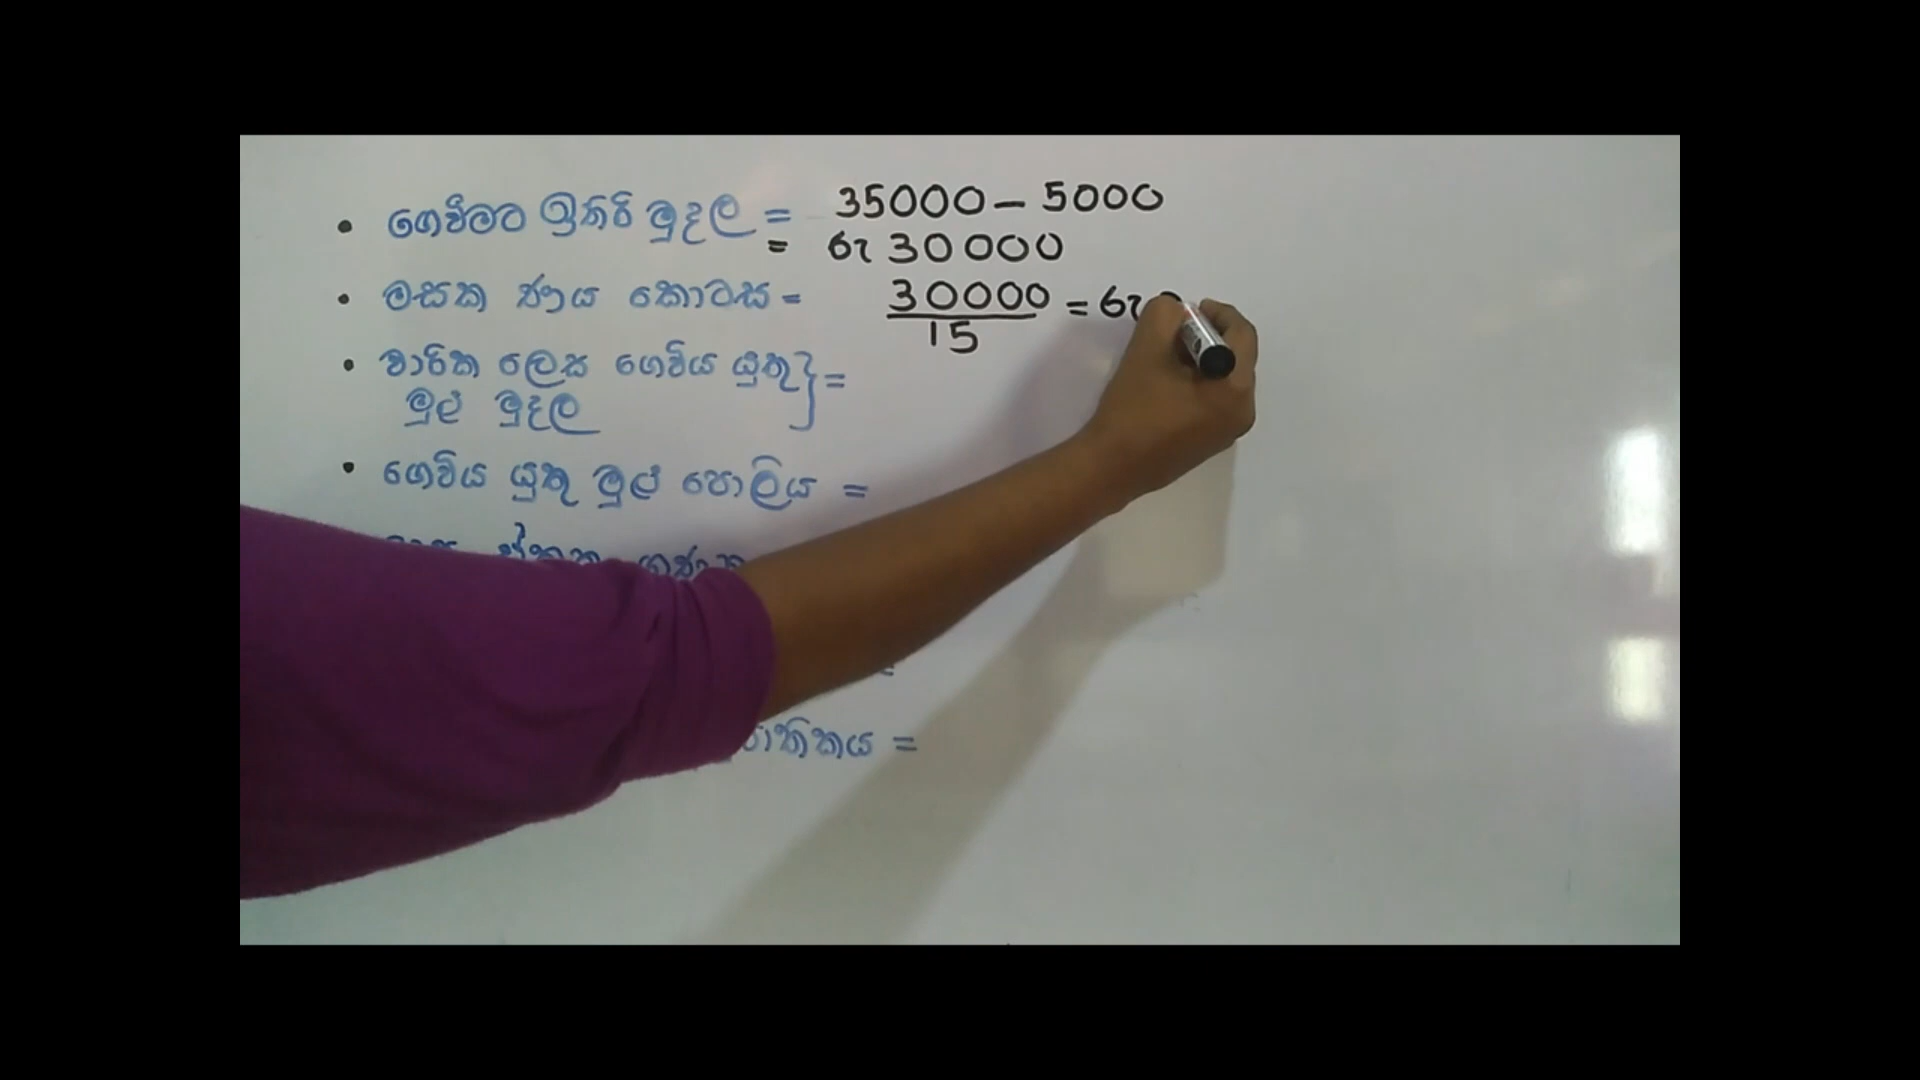 • ගෙවීමට ඉතිරි මුදල = 35000 - 5000
= රු 30000
• මසක ණය කොටස = 30000 = රු
15
• වාරික ලෙස ගෙවිය යුතු } =
මුල් මුදල
• ගෙවිය යුතු මුල් පොලිය =
=
=